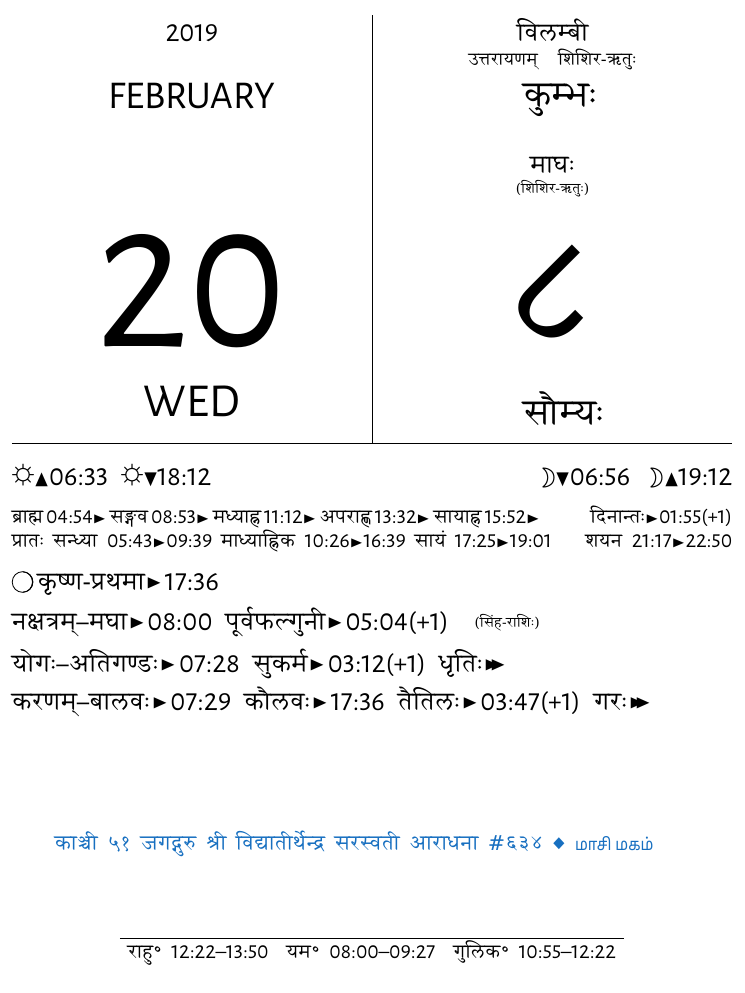 2019
FEBRUARY
20
WED
विलम्बी
उत्तरायणम् शिशिर-ऋतुः
कुम्भः
माघः
(शिशिर-ऋतुः)
८
सौम्यः
☼▲06:33 ☼▼18:12 ☽▼06:56 ☽▲19:12
ब्राह्म 04:54► सङ्गव 08:53► मध्याह्न 11:12► अपराह्ण 13:32► सायाह्न 15:52► दिनान्तः►01:55(+1)
प्रातः सन्ध्या 05:43►09:39 माध्याह्निक 10:26►16:39 सायं 17:25►19:01 शयन 21:17►22:50
◯कृष्ण-प्रथमा►17:36
नक्षत्रम्–मघा►08:00 पूर्वफल्गुनी►05:04(+1) (सिंह-राशिः)
योगः–अतिगण्डः►07:28 सुकर्म►03:12(+1) धृतिः►►
करणम्–बालवः►07:29 कौलवः►17:36 तैतिलः►03:47(+1) गरः►►
काञ्ची ५१ जगद्गुरु श्री विद्यातीर्थेन्द्र सरस्वती आराधना #६३४ ♦ மாசி மகம்
राहु° 12:22–13:50 यम° 08:00–09:27 गुलिक° 10:55–12:22